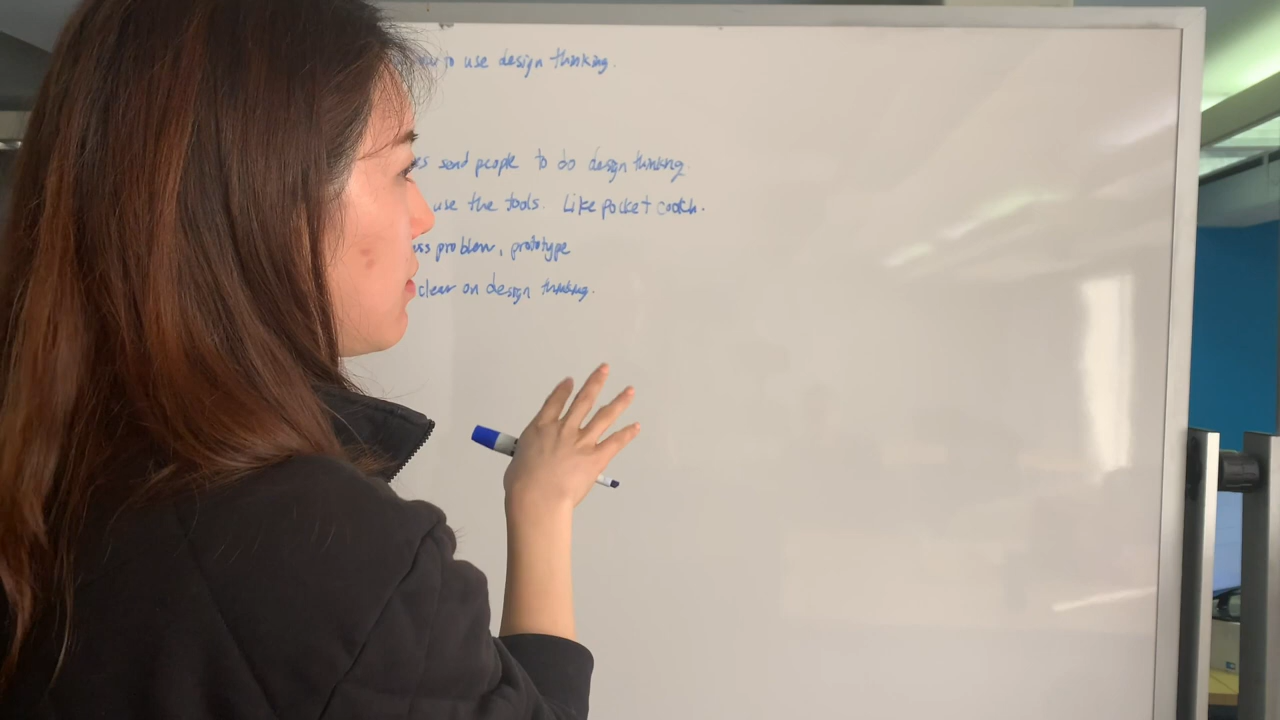 to use design thinking.
send people to do design thinking.
use the tools. Like pocket coach.
problem, prototype
clear on design thinking.